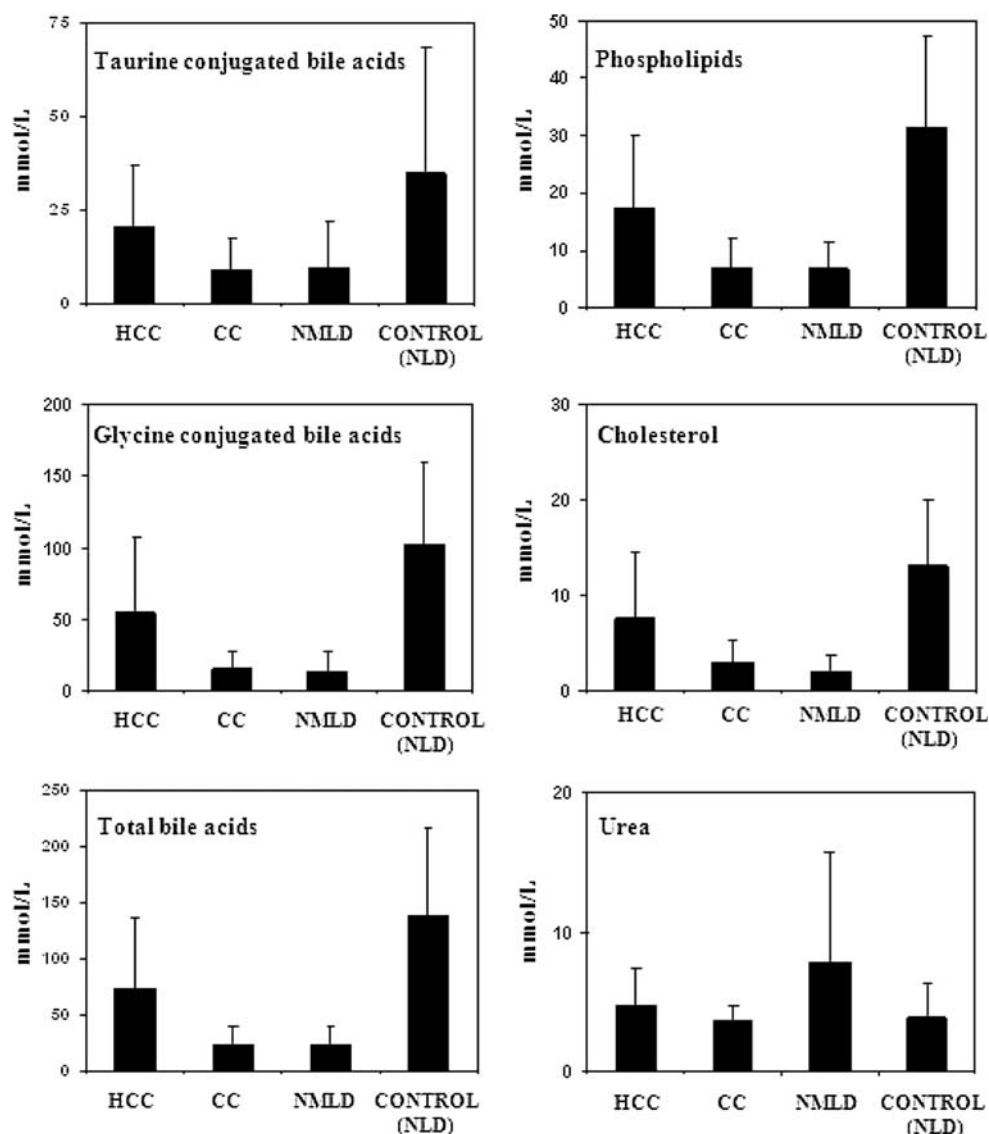 Taurine conjugated bile acids
mmol/L
75
50
25
0
HCC CC NMLD CONTROL
(NLD)
Phospholipids
mmol/L
50
40
30
20
10
0
HCC CC NMLD CONTROL
(NLD)
Glycine conjugated bile acids
mmol/L
200
150
100
50
0
HCC CC NMLD CONTROL
(NLD)
Cholesterol
mmol/L
30
20
10
0
HCC CC NMLD CONTROL
(NLD)
Total bile acids
mmol/L
250
200
150
100
50
0
HCC CC NMLD CONTROL
(NLD)
Urea
mmol/L
20
10
0
HCC CC NMLD CONTROL
(NLD)